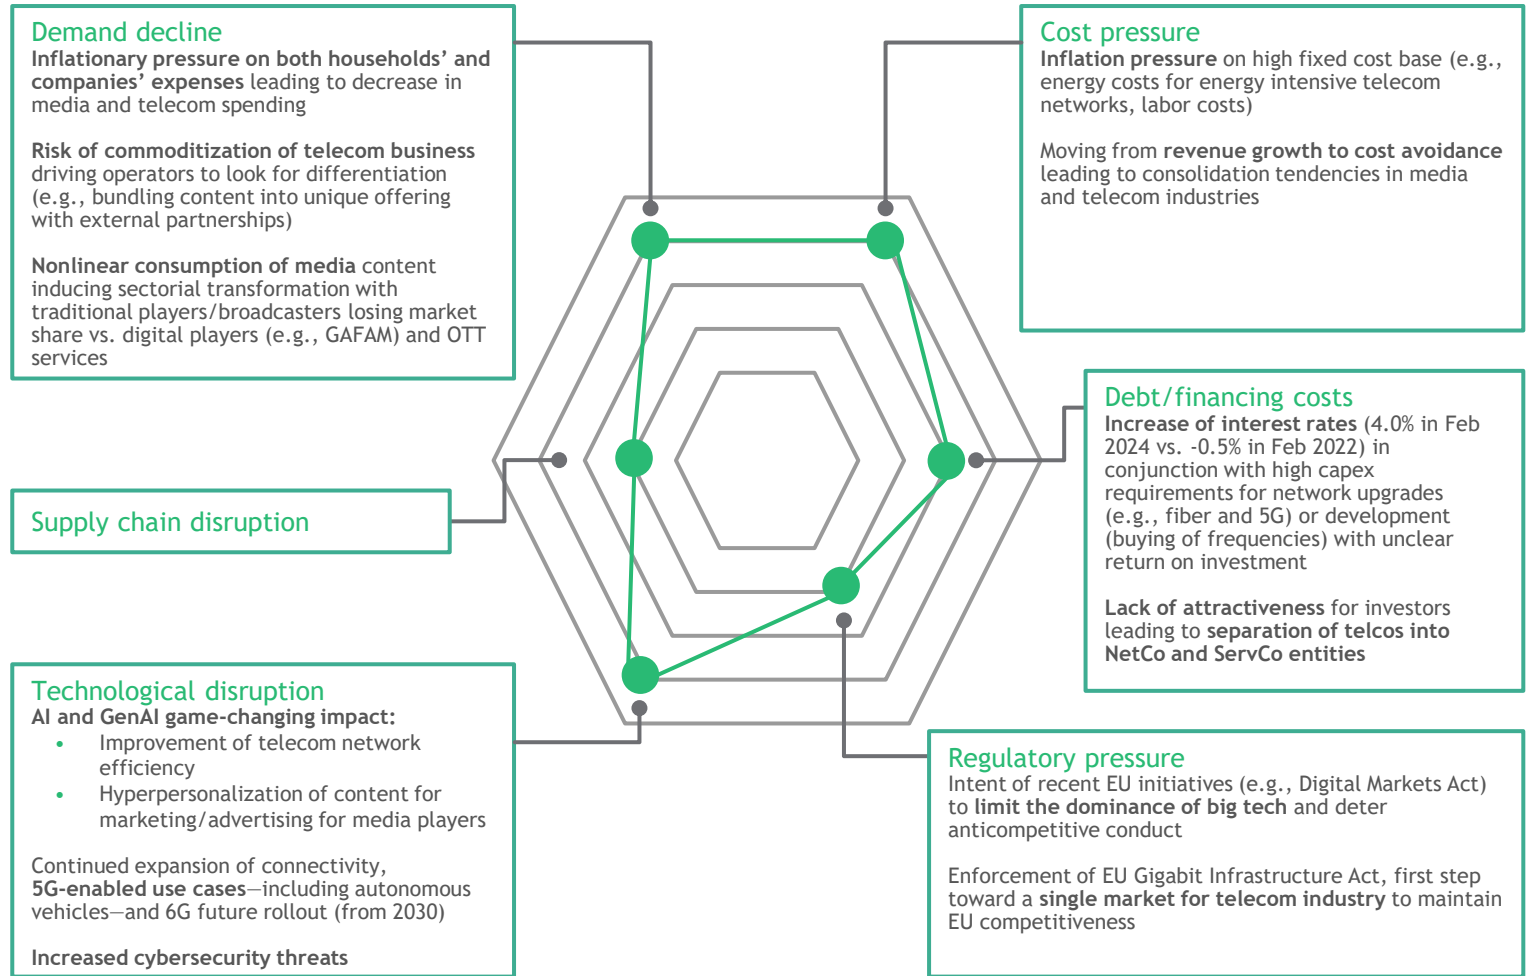 Demand decline
Inflationary pressure on both households’ and
companies’ expenses leading to decrease in
media and telecom spending
Risk of commoditization of telecom business
driving operators to look for differentiation
(e.g., bundling content into unique offering
with external partnerships)
Nonlinear consumption of media content
inducing sectorial transformation with
traditional players/broadcasters losing market
share vs. digital players (e.g., GAFAM) and OTT
services
Cost pressure
Inflation pressure on high fixed cost base (e.g.,
energy costs for energy intensive telecom
networks, labor costs)
Moving from revenue growth to cost avoidance
leading to consolidation tendencies in media
and telecom industries
Debt/financing costs
Increase of interest rates (4.0% in Feb
2024 vs. -0.5% in Feb 2022) in
conjunction with high capex
requirements for network upgrades
(e.g., fiber and 5G) or development
(buying of frequencies) with unclear
return on investment
Lack of attractiveness for investors
leading to separation of telcos into
NetCo and ServCo entities
Supply chain disruption
Technological disruption
AI and GenAI game-changing impact:
• Improvement of telecom network
efficiency
• Hyperpersonalization of content for
marketing/advertising for media players
Continued expansion of connectivity,
5G-enabled use cases—including autonomous
vehicles—and 6G future rollout (from 2030)
Increased cybersecurity threats
Regulatory pressure
Intent of recent EU initiatives (e.g., Digital Markets Act)
to limit the dominance of big tech and deter
anticompetitive conduct
Enforcement of EU Gigabit Infrastructure Act, first step
toward a single market for telecom industry to maintain
EU competitiveness